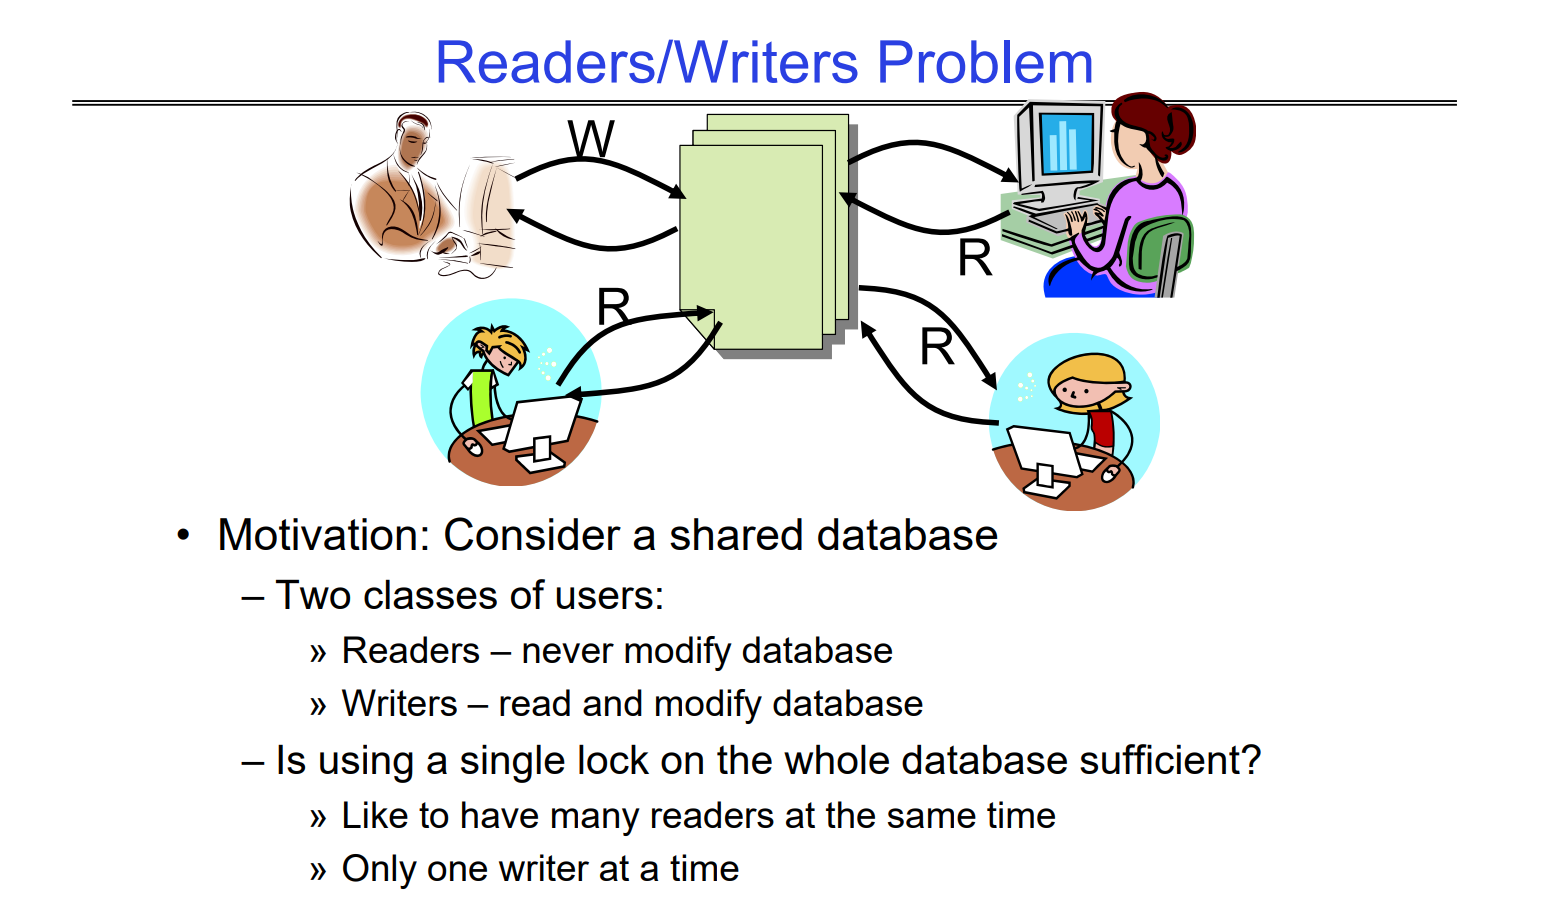 Readers/Writers Problem
W
R
R
R
• Motivation: Consider a shared database
– Two classes of users:
» Readers – never modify database
» Writers – read and modify database
– Is using a single lock on the whole database sufficient?
» Like to have many readers at the same time
» Only one writer at a time